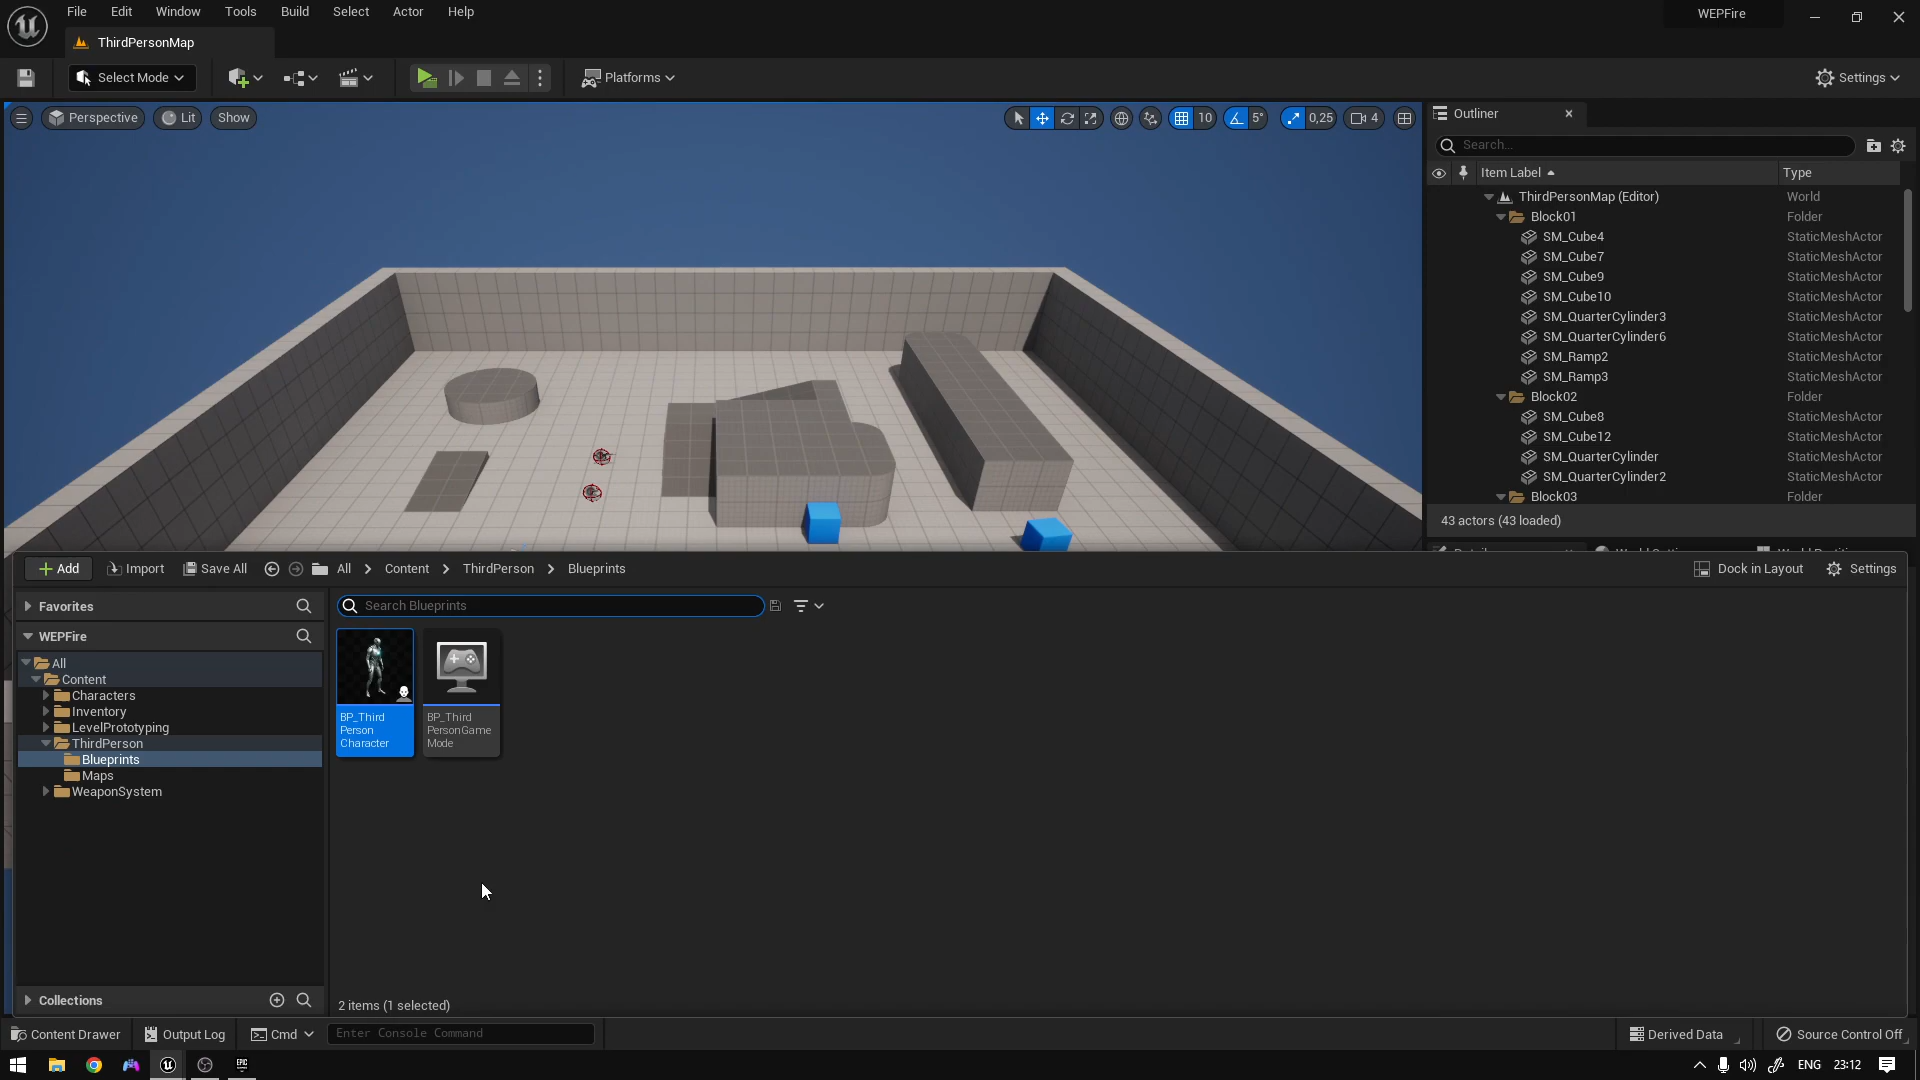 File Edit Window Tools Build Select Actor Help
WEPFire
ThirdPersonMap
Select Mode
Platforms
Settings
Perspective
Lit
Show
10
5°
0,25
4
Outliner
Search...
Item Label
Type
ThirdPersonMap (Editor) World
Block01 Folder
SM_Cube4 StaticMeshActor
SM_Cube7 StaticMeshActor
SM_Cube9 StaticMeshActor
SM_Cube10 StaticMeshActor
SM_QuarterCylinder3 StaticMeshActor
SM_QuarterCylinder6 StaticMeshActor
SM_Ramp2 StaticMeshActor
SM_Ramp3 StaticMeshActor
Block02 Folder
SM_Cube8 StaticMeshActor
SM_Cube12 StaticMeshActor
SM_QuarterCylinder StaticMeshActor
SM_QuarterCylinder2 StaticMeshActor
Block03 Folder
43 actors (43 loaded)
Add
Import
Save All
All
Content
ThirdPerson
Blueprints
Dock in Layout
Settings
Favorites
WEPFire
All
Content
Characters
Inventory
LevelPrototyping
ThirdPerson
Blueprints
Maps
WeaponSystem
Collections
Search Blueprints
BP_Third
Person
Character
BP_Third
PersonGame
Mode
2 items (1 selected)
Content Drawer
Output Log
Cmd
Enter Console Command
Derived Data
Source Control Off
EPIC
ENG
23:12